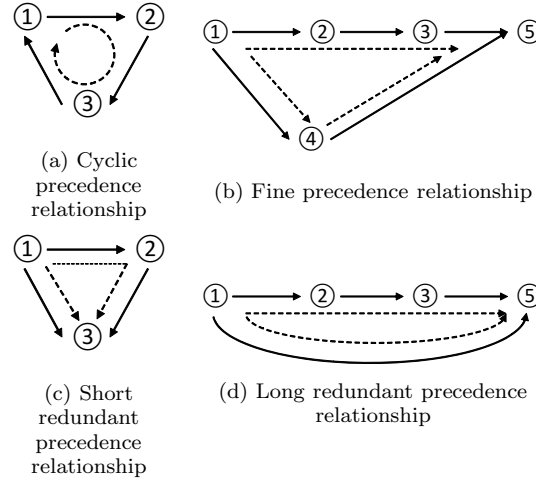 1 2
3
(a) Cyclic
precedence
relationship
1 2 3 5
4
(b) Fine precedence relationship
1 2
3
(c) Short
redundant
precedence
relationship
1 2 3 5
(d) Long redundant precedence
relationship